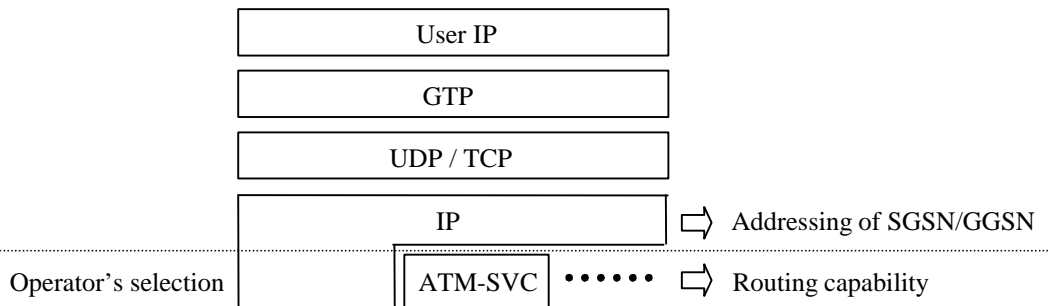 User IP
GTP
UDP / TCP
IP
Addressing of SGSN/GGSN
Operator’s selection
ATM-SVC
Routing capability